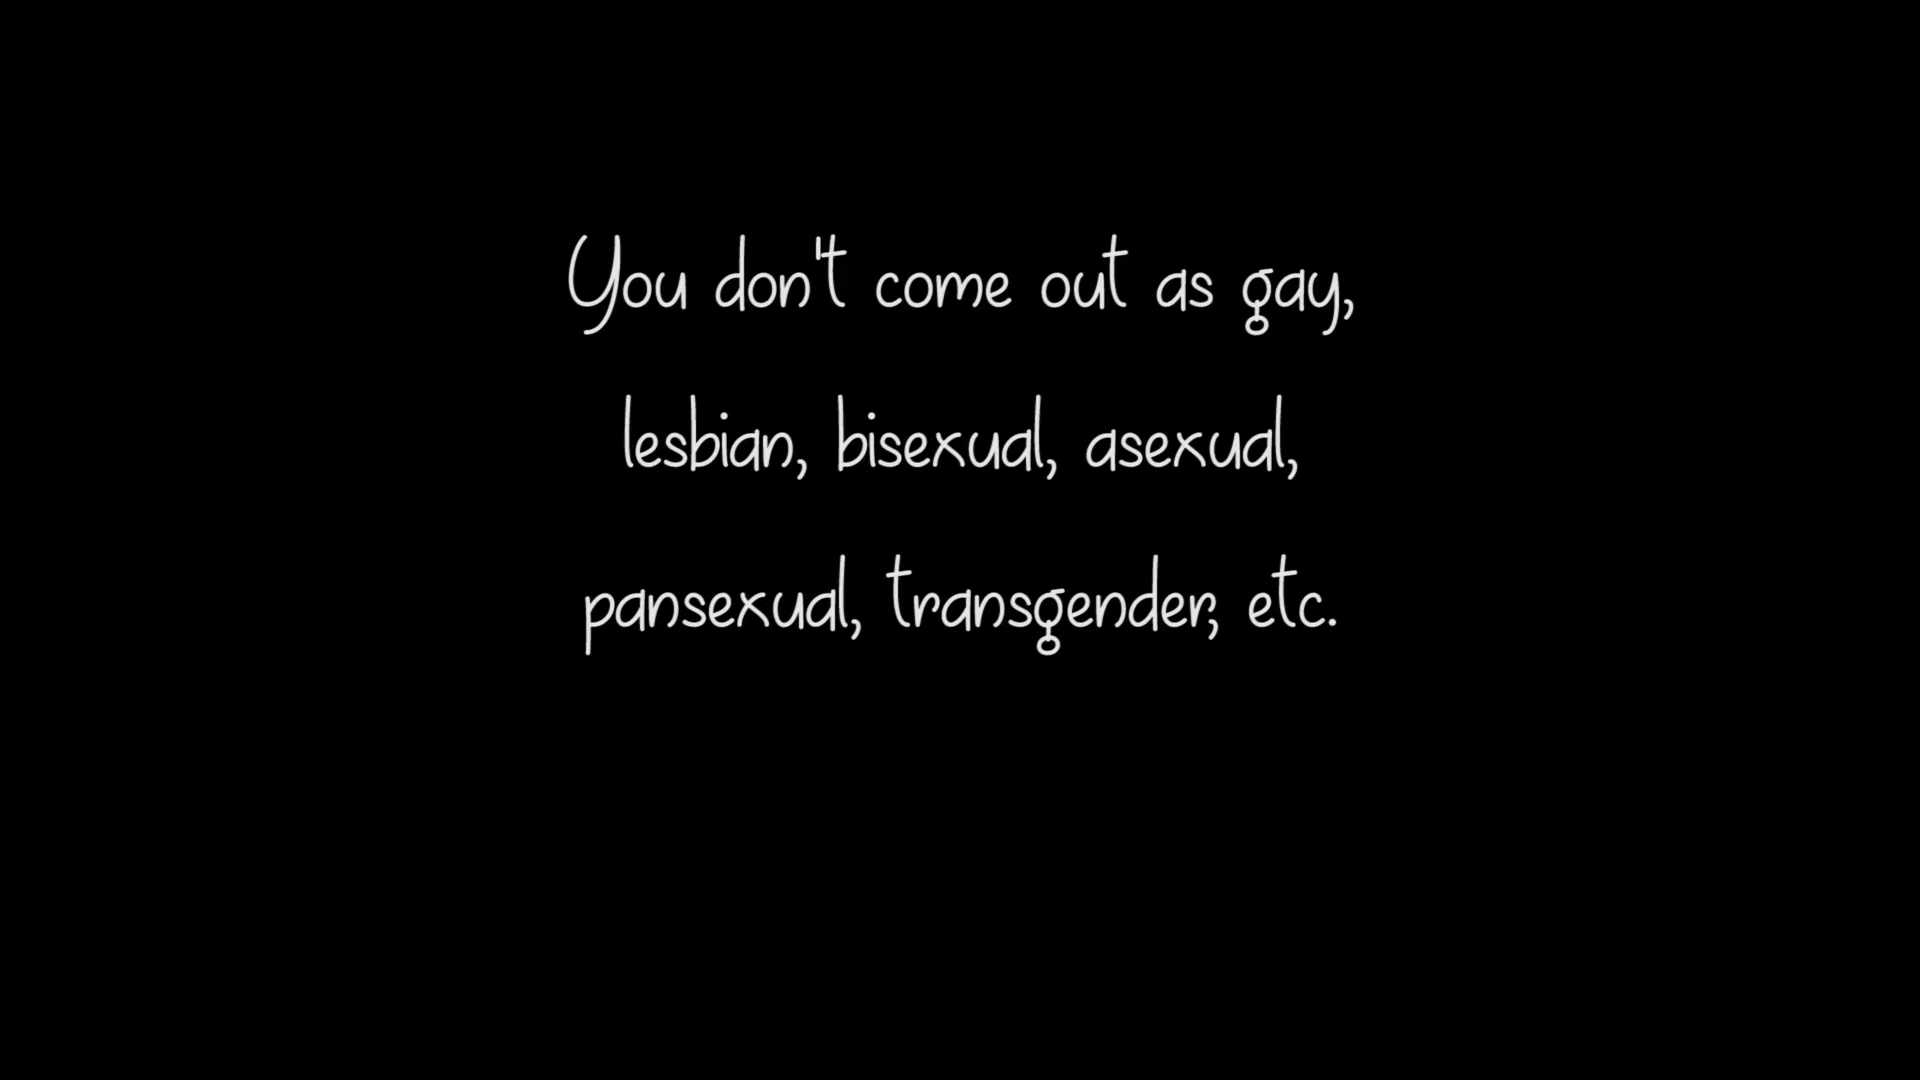 You don't come out as gay,
lesbian, bisexual, asexual,
pansexual, transgender, etc.